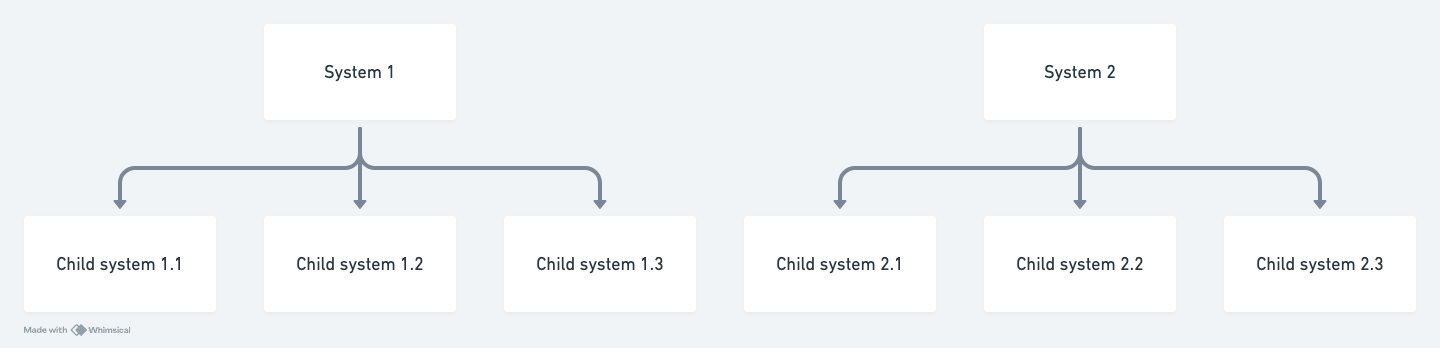 System 1
System 2
Child system 1.1
Child system 1.2
Child system 1.3
Child system 2.1
Child system 2.2
Child system 2.3
Made with Whimsical